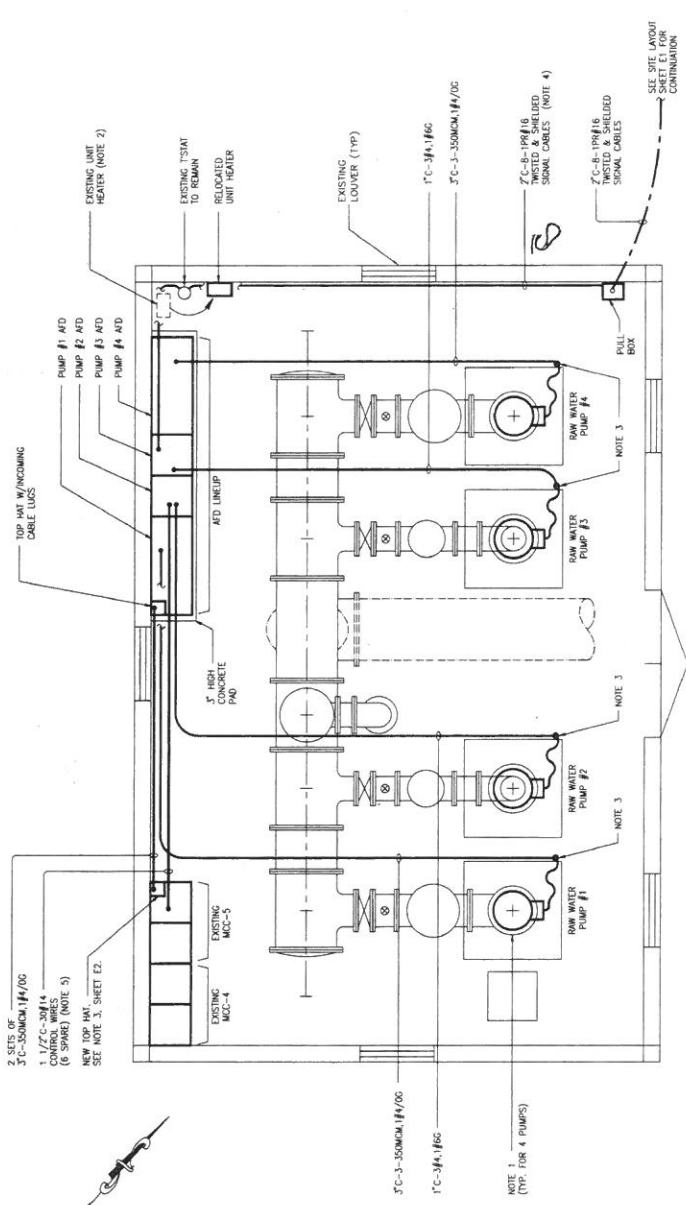 2 SETS OF
3"C-3-350MCM,1#4/0G
1 1/2"C-30#14
CONTROL WIRES
(6 SPARE) (NOTE 5)
NEW TOP HAT.
SEE NOTE 3, SHEET E2.
TOP HAT W/INCOMING
CABLE LUGS
PUMP #1 AFD
PUMP #2 AFD
PUMP #3 AFD
PUMP #4 AFD
EXISTING UNIT
HEATER (NOTE 2)
EXISTING T'STAT
TO REMAIN
RELOCATED
UNIT HEATER
EXISTING
LOUVER (TYP)
1"C-3#4,1#6G
3"C-3-350MCM,1#4/0G
2"C-8-1PR#16
TWISTED & SHIELDED
SIGNAL CABLES (NOTE 4)
2"C-8-1PR#16
TWISTED & SHIELDED
SIGNAL CABLES
SEE SITE LAYOUT
SHEET E1 FOR
CONTINUATION
EXISTING
MCC-4
EXISTING
MCC-5
3" HIGH
CONCRETE
PAD
AFD LINEUP
PULL
BOX
RAW WATER
PUMP #1
RAW WATER
PUMP #2
RAW WATER
PUMP #3
RAW WATER
PUMP #4
3"C-3-350MCM,1#4/0G
1"C-3#4,1#6G
NOTE 1
(TYP. FOR 4 PUMPS)
NOTE 3
NOTE 3
NOTE 3